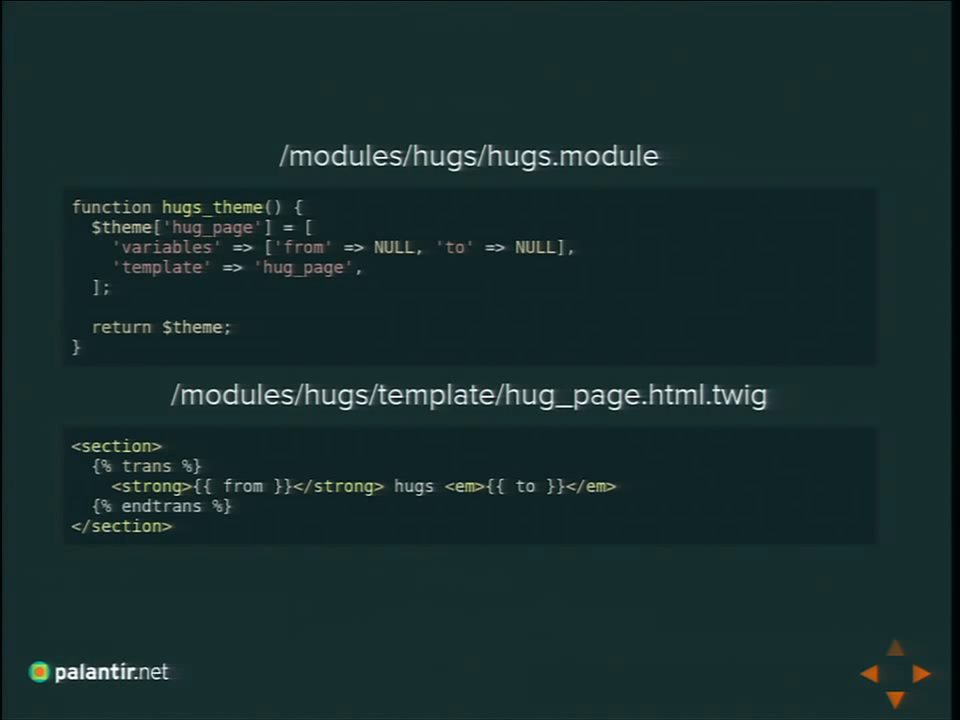 /modules/hugs/hugs.module
function hugs_theme() {
  $theme['hug_page'] = [
    'variables' => ['from' => NULL, 'to' => NULL],
    'template' => 'hug_page',
  ];
  return $theme;
}
/modules/hugs/template/hug_page.html.twig
<section>
  {% trans %}
    <strong>{{ from }}</strong> hugs <em>{{ to }}</em>
  {% endtrans %}
</section>
palantir.net